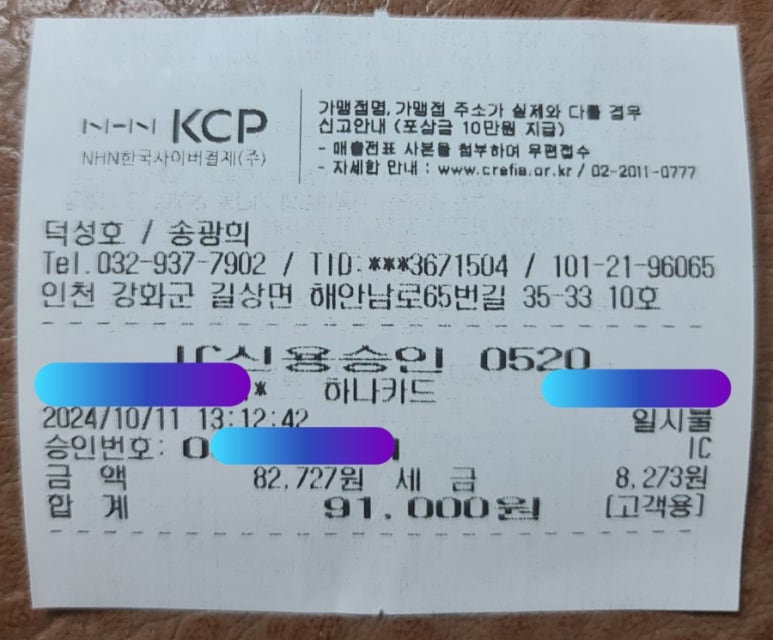 NHN KCP
NHN한국사이버결제(주)
가맹점명, 가맹점 주소가 실제와 다를 경우
신고안내 (포상금 10만원 지급)
- 매출전표 사본을 첨부하여 우편접수
- 자세한 안내 : www.crefia.or.kr / 02-2011-0777
덕성호 / 송광희
Tel.032-937-7902 / TID.***3671504 / 101-21-96065
인천 강화군 길상면 해안남로65번길 35-33 10호
IC신용승인 0520
* 하나카드
2024/10/11 13:12:42 일시불
승인번호: 0 IC
금 액 82,727원 세 금 8,273원
합 계 91,000원 [고객용]